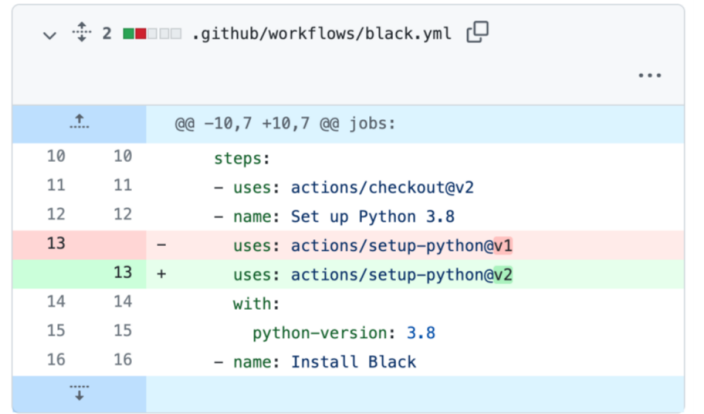 2 .github/workflows/black.yml
...
@@ -10,7 +10,7 @@ jobs:
10 10 steps:
11 11 - uses: actions/checkout@v2
12 12 - name: Set up Python 3.8
13 - uses: actions/setup-python@v1
13 + uses: actions/setup-python@v2
14 14 with:
15 15 python-version: 3.8
16 16 - name: Install Black